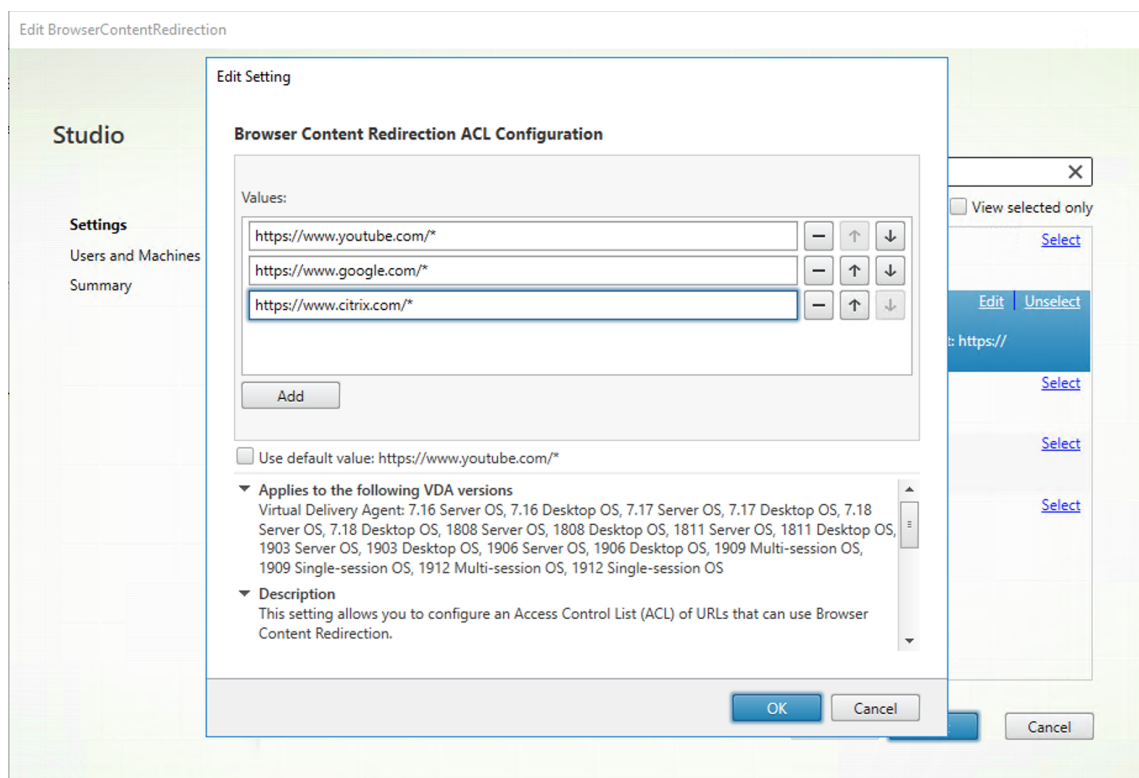 Edit BrowserContentRedirection
Edit Setting
Studio
Browser Content Redirection ACL Configuration
Values:
View selected only
Settings
https://www.youtube.com/*
Select
Users and Machines
https://www.google.com/*
Summary
https://www.citrix.com/*
Edit
Unselect
: https://
Select
Add
Select
Use default value: https://www.youtube.com/*
Applies to the following VDA versions
Virtual Delivery Agent: 7.16 Server OS, 7.16 Desktop OS, 7.17 Server OS, 7.17 Desktop OS, 7.18
Server OS, 7.18 Desktop OS, 1808 Server OS, 1808 Desktop OS, 1811 Server OS, 1811 Desktop OS,
1903 Server OS, 1903 Desktop OS, 1906 Server OS, 1906 Desktop OS, 1909 Multi-session OS,
1909 Single-session OS, 1912 Multi-session OS, 1912 Single-session OS
Select
Description
This setting allows you to configure an Access Control List (ACL) of URLs that can use Browser
Content Redirection.
OK
Cancel
Cancel